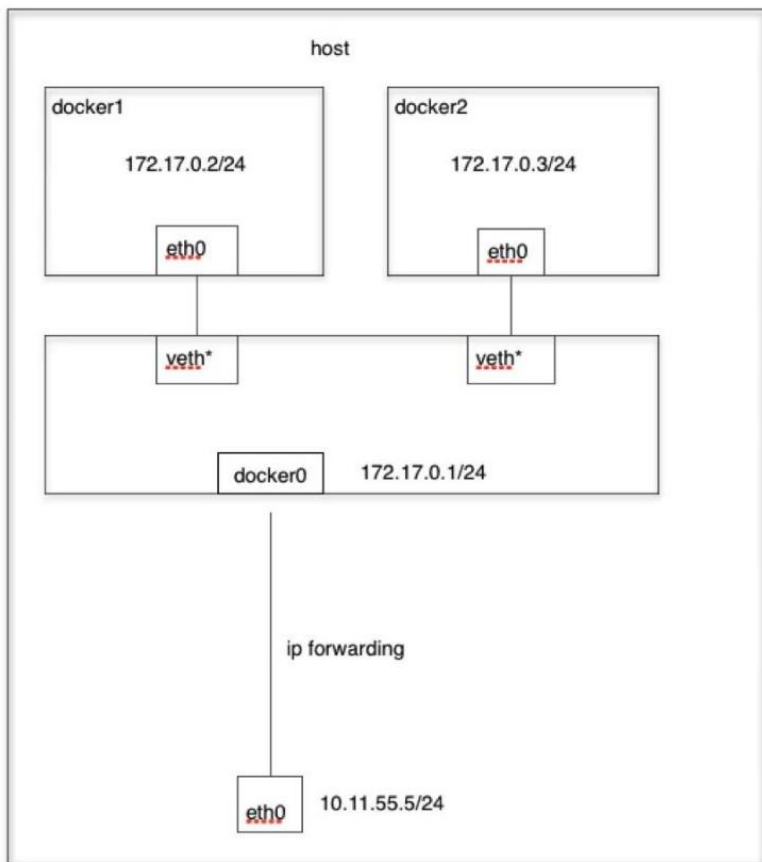 host
docker1
docker2
172.17.0.2/24
172.17.0.3/24
eth0
eth0
veth*
veth*
docker0
172.17.0.1/24
ip forwarding
eth0
10.11.55.5/24